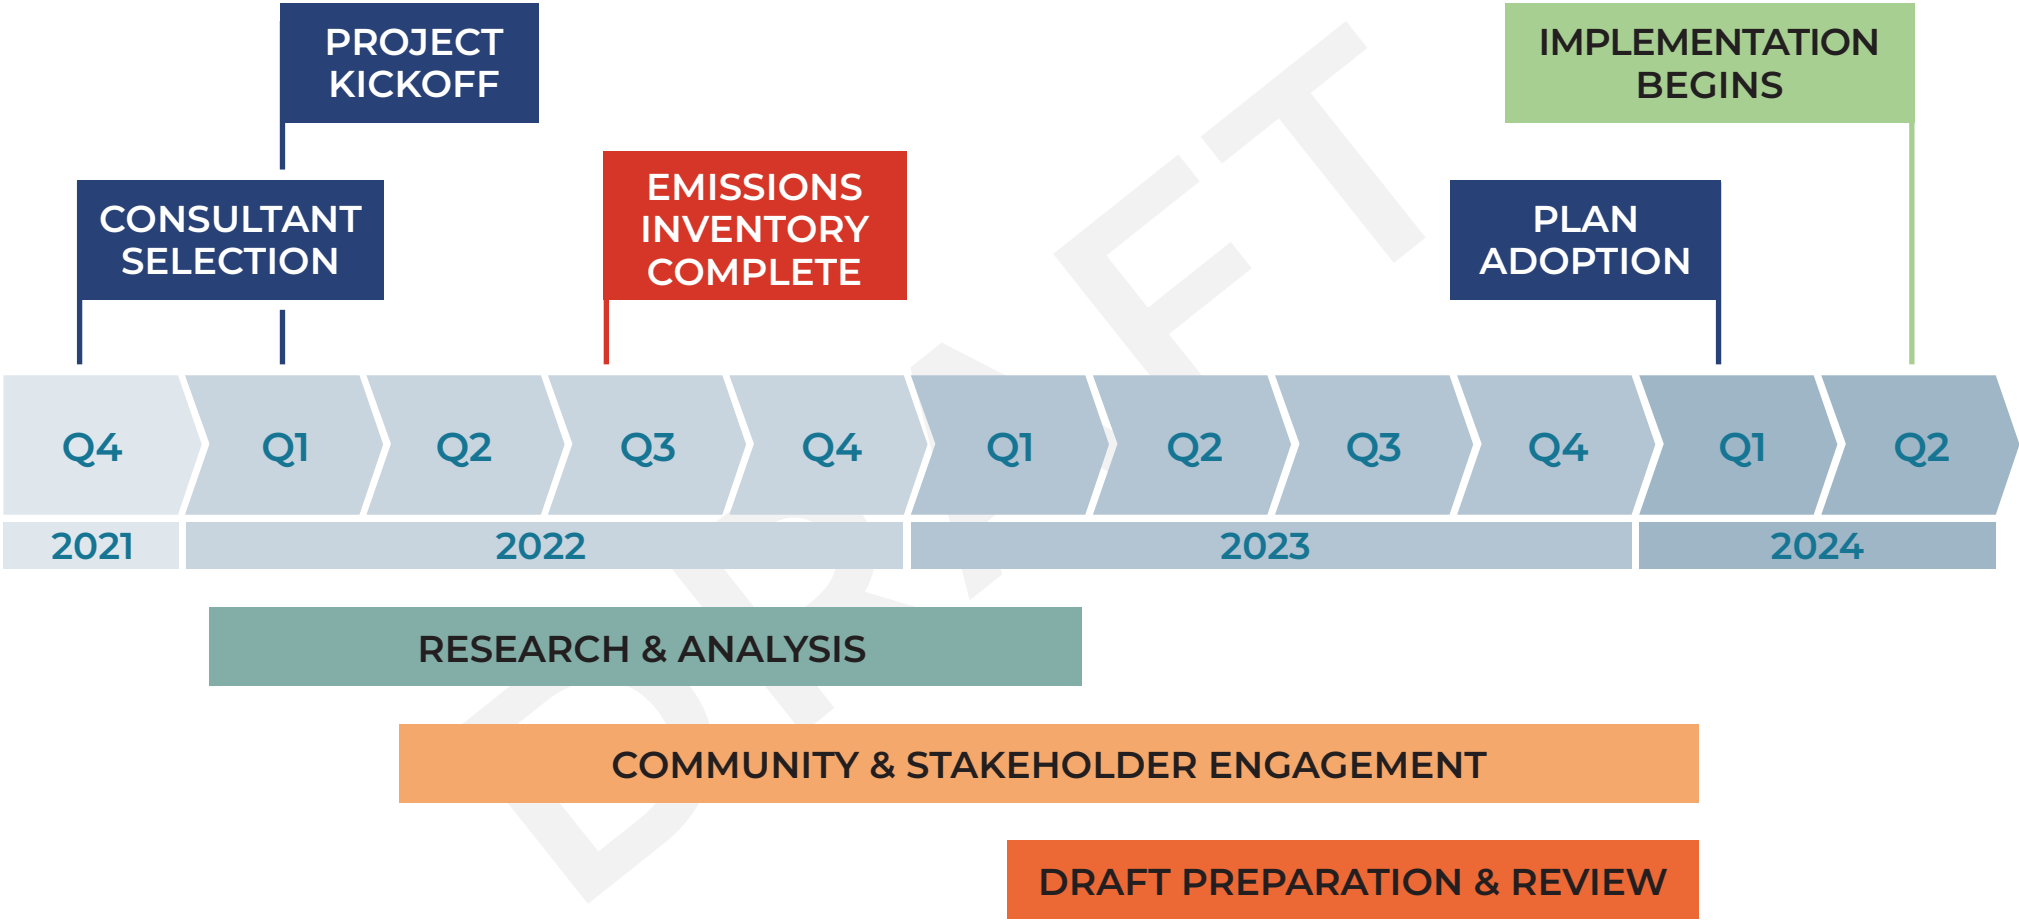 PROJECT
KICKOFF
IMPLEMENTATION
BEGINS
CONSULTANT
SELECTION
EMISSIONS
INVENTORY
COMPLETE
PLAN
ADOPTION
Q4 Q1 Q2 Q3 Q4 Q1 Q2 Q3 Q4 Q1 Q2
2021 2022 2023 2024
RESEARCH & ANALYSIS
COMMUNITY & STAKEHOLDER ENGAGEMENT
DRAFT PREPARATION & REVIEW
DRAFT